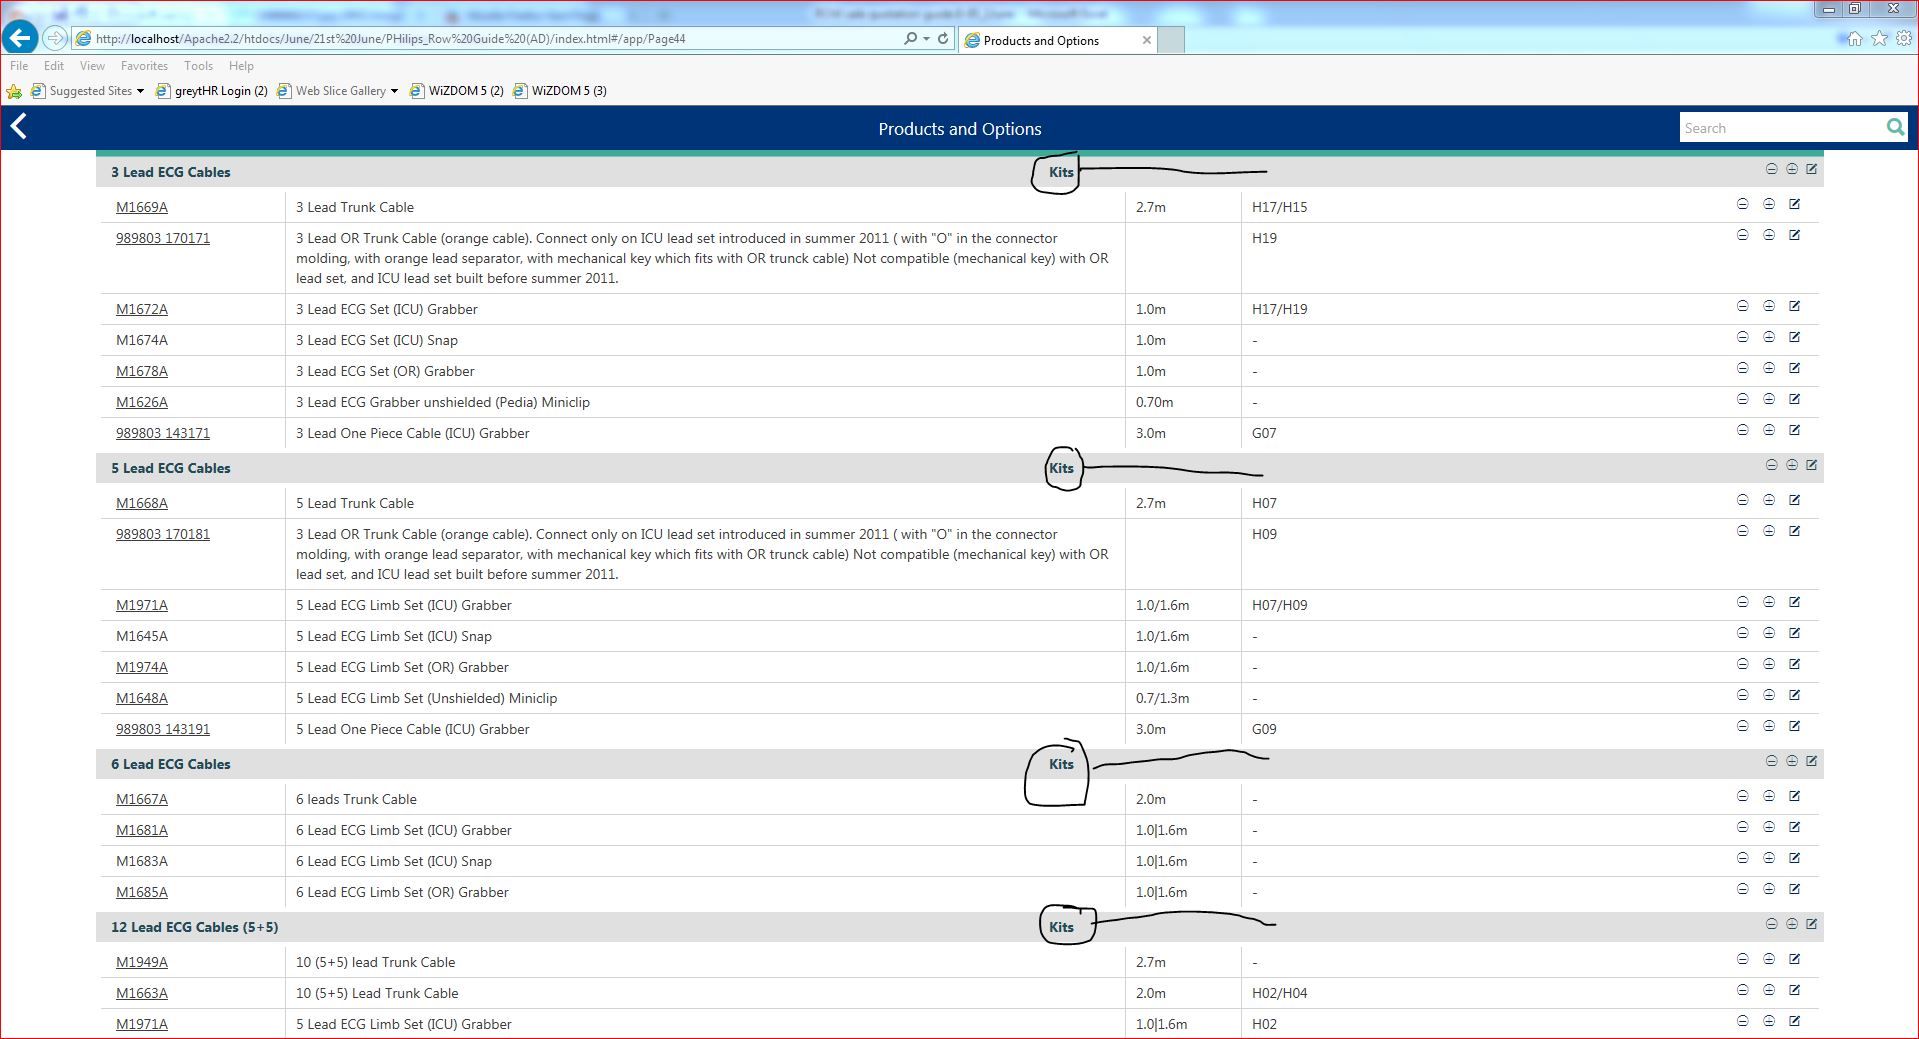 http://localhost/Apache2.2/htdocs/June/21st%20June/PHilips_Row%20Guide%20(AD)/index.html#/app/Page44
Products and Options
File Edit View Favorites Tools Help
Suggested Sites greytHR Login (2) Web Slice Gallery WiZDOM 5 (2) WiZDOM 5 (3)
Products and Options Search
3 Lead ECG Cables Kits
M1669A 3 Lead Trunk Cable 2.7m H17/H15
989803 170171 3 Lead OR Trunk Cable (orange cable). Connect only on ICU lead set introduced in summer 2011 ( with "O" in the connector H19
molding, with orange lead separator, with mechanical key which fits with OR trunck cable) Not compatible (mechanical key) with OR
lead set, and ICU lead set built before summer 2011.
M1672A 3 Lead ECG Set (ICU) Grabber 1.0m H17/H19
M1674A 3 Lead ECG Set (ICU) Snap 1.0m -
M1678A 3 Lead ECG Set (OR) Grabber 1.0m -
M1626A 3 Lead ECG Grabber unshielded (Pedia) Miniclip 0.70m -
989803 143171 3 Lead One Piece Cable (ICU) Grabber 3.0m G07
5 Lead ECG Cables Kits
M1668A 5 Lead Trunk Cable 2.7m H07
989803 170181 3 Lead OR Trunk Cable (orange cable). Connect only on ICU lead set introduced in summer 2011 ( with "O" in the connector H09
molding, with orange lead separator, with mechanical key which fits with OR trunck cable) Not compatible (mechanical key) with OR
lead set, and ICU lead set built before summer 2011.
M1971A 5 Lead ECG Limb Set (ICU) Grabber 1.0/1.6m H07/H09
M1645A 5 Lead ECG Limb Set (ICU) Snap 1.0/1.6m -
M1974A 5 Lead ECG Limb Set (OR) Grabber 1.0/1.6m -
M1648A 5 Lead ECG Limb Set (Unshielded) Miniclip 0.7/1.3m -
989803 143191 5 Lead One Piece Cable (ICU) Grabber 3.0m G09
6 Lead ECG Cables Kits
M1667A 6 leads Trunk Cable 2.0m -
M1681A 6 Lead ECG Limb Set (ICU) Grabber 1.0|1.6m -
M1683A 6 Lead ECG Limb Set (ICU) Snap 1.0|1.6m -
M1685A 6 Lead ECG Limb Set (OR) Grabber 1.0|1.6m -
12 Lead ECG Cables (5+5) Kits
M1949A 10 (5+5) lead Trunk Cable 2.7m -
M1663A 10 (5+5) Lead Trunk Cable 2.0m H02/H04
M1971A 5 Lead ECG Limb Set (ICU) Grabber 1.0|1.6m H02